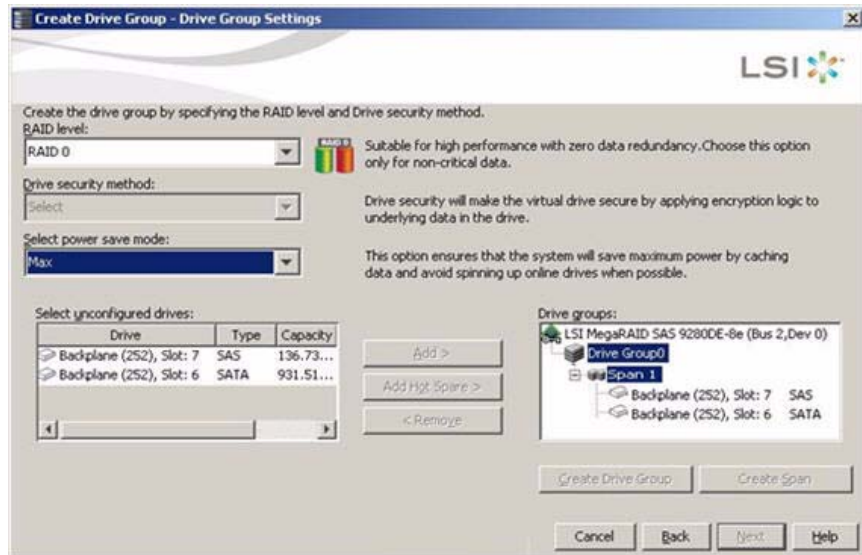 Create Drive Group - Drive Group Settings
LSI
Create the drive group by specifying the RAID level and Drive security method.
RAID level:
RAID 0
RAID 0
Suitable for high performance with zero data redundancy.Choose this option
only for non-critical data.
Drive security method:
Select
Drive security will make the virtual drive secure by applying encryption logic to
underlying data in the drive.
Select power save mode:
Max
This option ensures that the system will save maximum power by caching
data and avoid spinning up online drives when possible.
Select unconfigured drives:
Drive Type Capacity
Backplane (252), Slot: 7 SAS 136.73...
Backplane (252), Slot: 6 SATA 931.51...
Add >
Add Hot Spare >
< Remove
Drive groups:
LSI MegaRAID SAS 9280DE-8e (Bus 2,Dev 0)
Drive Group0
Span 1
Backplane (252), Slot: 7 SAS
Backplane (252), Slot: 6 SATA
Create Drive Group Create Span
Cancel Back Next Help